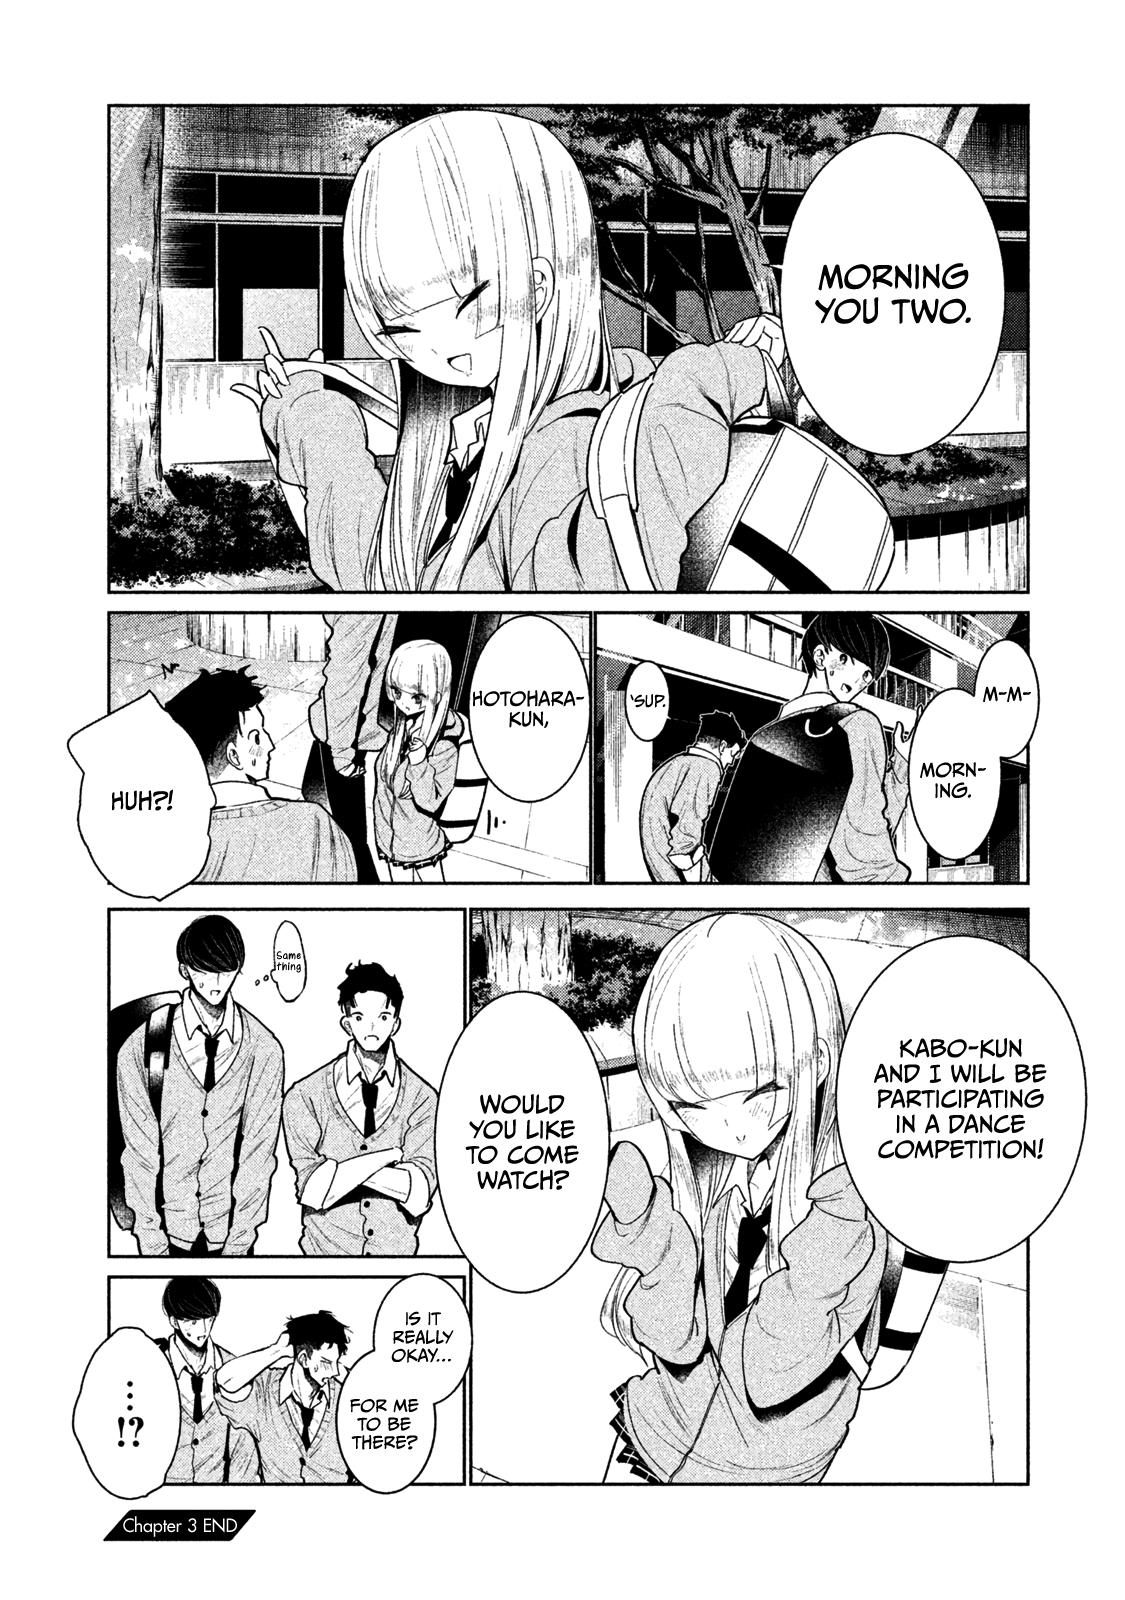 MORNING
YOU TWO.
M-M-
MORN-
ING.
'SUP.
HOTOHARA-
KUN,
HUH?!
KABO-KUN
AND I WILL BE
PARTICIPATING
IN A DANCE
COMPETITION!
WOULD
YOU LIKE
TO COME
WATCH?
Same
thing
IS IT
REALLY
OKAY...
FOR ME
TO BE
THERE?
...
!?
Chapter 3 END